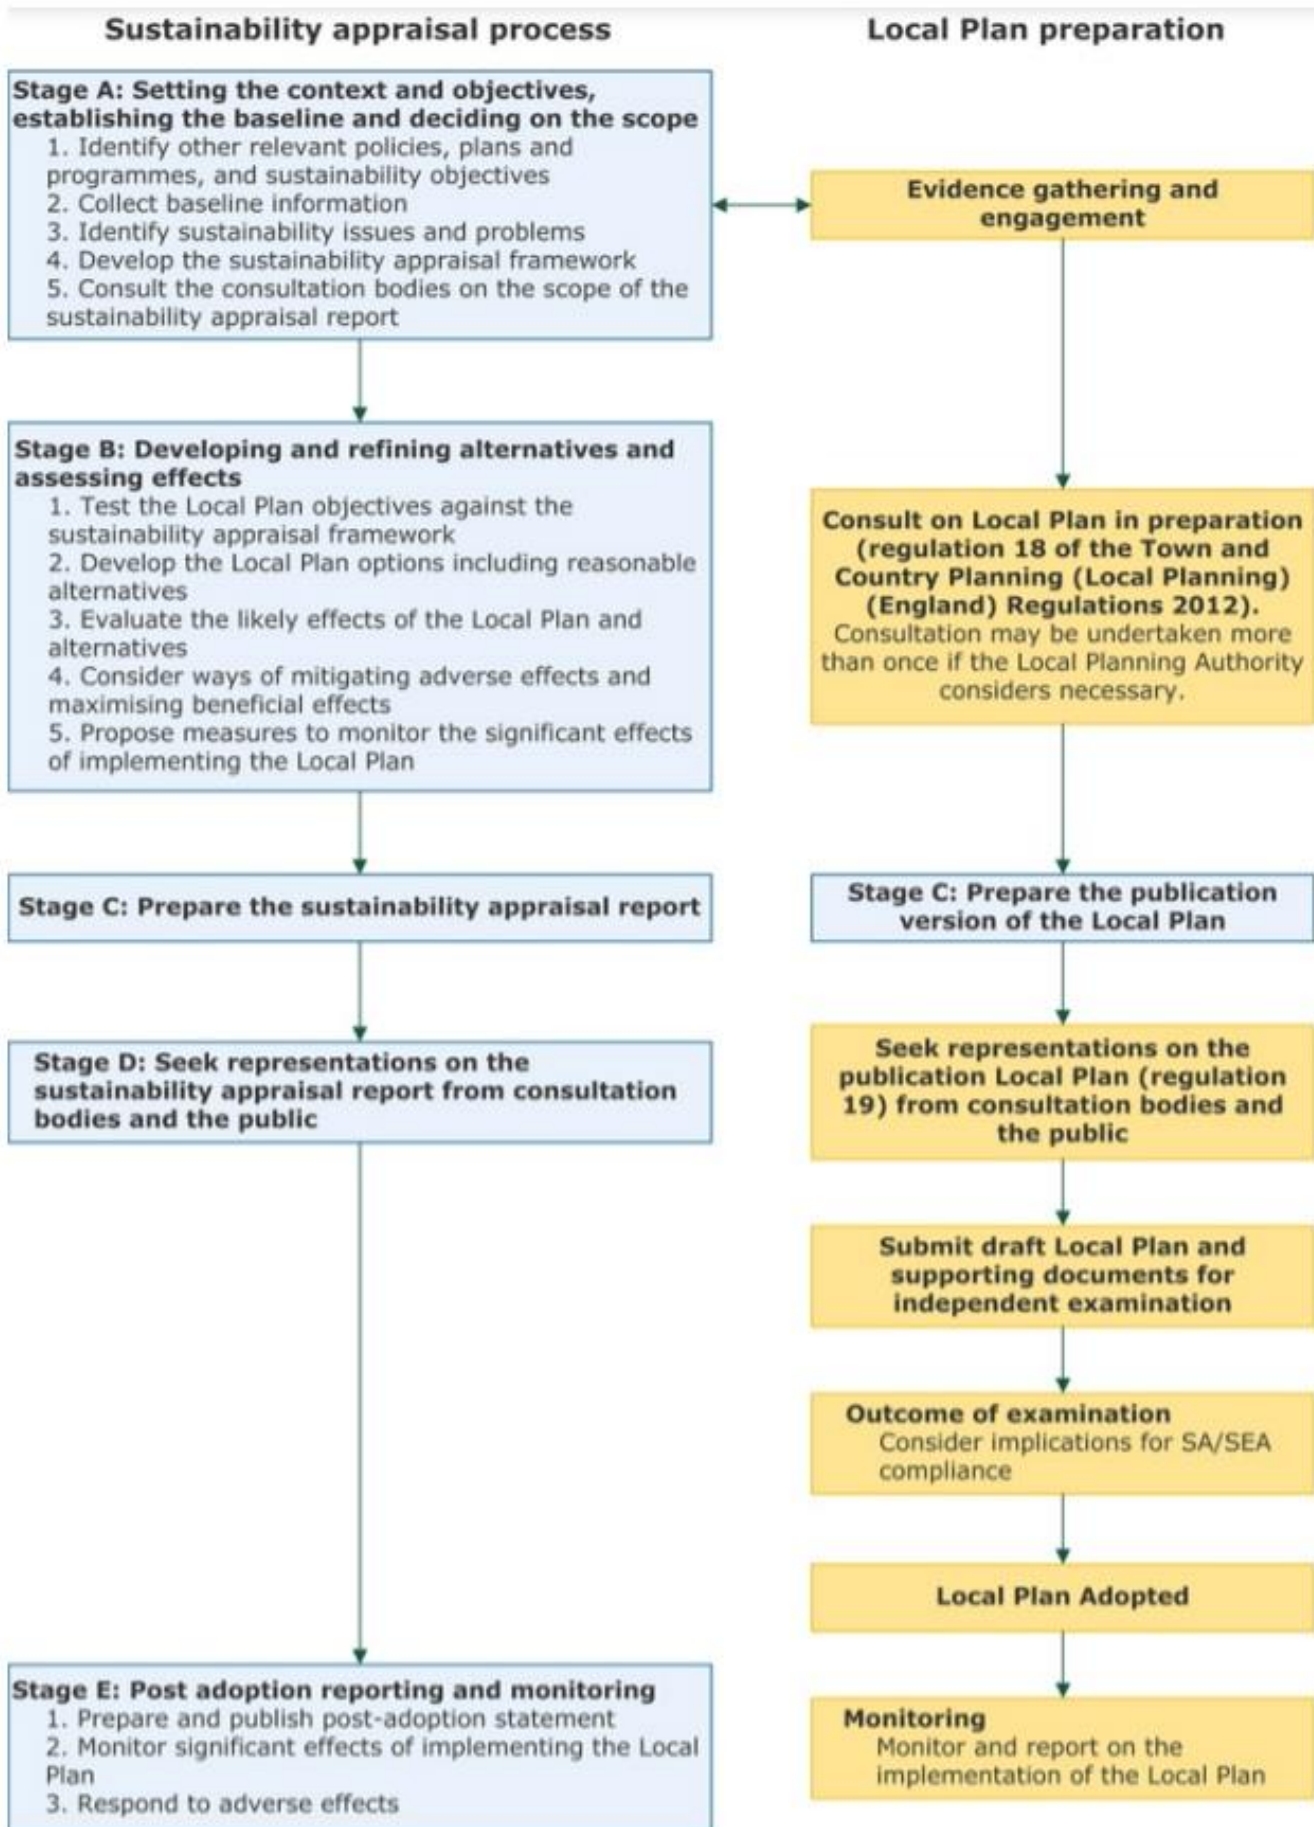 Sustainability appraisal process
Local Plan preparation
Stage A: Setting the context and objectives,
establishing the baseline and deciding on the scope
1. Identify other relevant policies, plans and
programmes, and sustainability objectives
2. Collect baseline information
3. Identify sustainability issues and problems
4. Develop the sustainability appraisal framework
5. Consult the consultation bodies on the scope of the
sustainability appraisal report
Evidence gathering and
engagement
Stage B: Developing and refining alternatives and
assessing effects
1. Test the Local Plan objectives against the
sustainability appraisal framework
2. Develop the Local Plan options including reasonable
alternatives
3. Evaluate the likely effects of the Local Plan and
alternatives
4. Consider ways of mitigating adverse effects and
maximising beneficial effects
5. Propose measures to monitor the significant effects
of implementing the Local Plan
Consult on Local Plan in preparation
(regulation 18 of the Town and
Country Planning (Local Planning)
(England) Regulations 2012).
Consultation may be undertaken more
than once if the Local Planning Authority
considers necessary.
Stage C: Prepare the sustainability appraisal report
Stage C: Prepare the publication
version of the Local Plan
Stage D: Seek representations on the
sustainability appraisal report from consultation
bodies and the public
Seek representations on the
publication Local Plan (regulation
19) from consultation bodies and
the public
Submit draft Local Plan and
supporting documents for
independent examination
Outcome of examination
Consider implications for SA/SEA
compliance
Local Plan Adopted
Stage E: Post adoption reporting and monitoring
1. Prepare and publish post-adoption statement
2. Monitor significant effects of implementing the Local
Plan
3. Respond to adverse effects
Monitoring
Monitor and report on the
implementation of the Local Plan